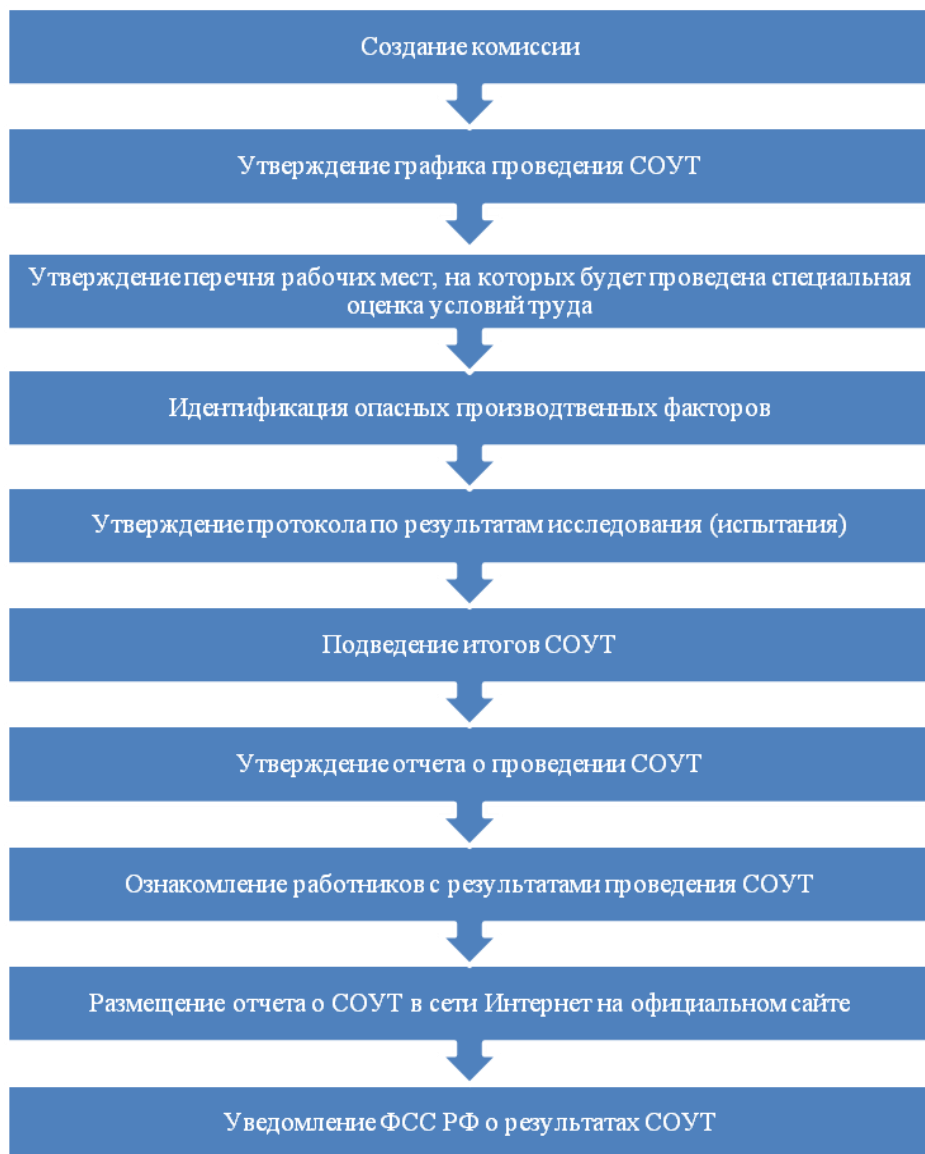 Создание комиссии
Утверждение графика проведения СОУТ
Утверждение перечня рабочих мест, на которых будет проведена специальная
оценка условий труда
Идентификация опасных производтвенных факторов
Утверждение протокола по результатам исследования (испытания)
Подведение итогов СОУТ
Утверждение отчета о проведении СОУТ
Ознакомление работников с результатами проведения СОУТ
Размещение отчета о СОУТ в сети Интернет на официальном сайте
Уведомление ФСС РФ о результатах СОУТ